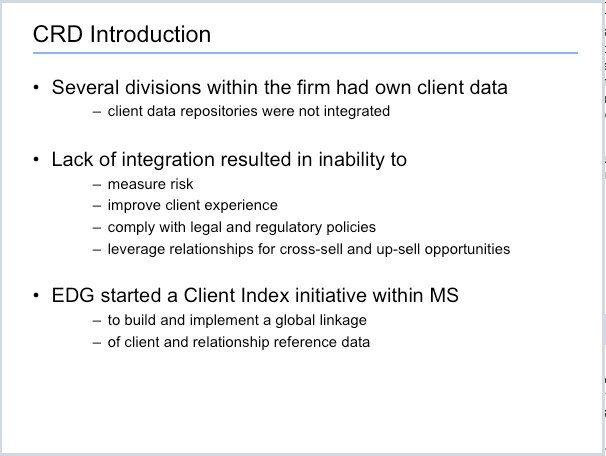 CRD Introduction
• Several divisions within the firm had own client data
– client data repositories were not integrated
• Lack of integration resulted in inability to
– measure risk
– improve client experience
– comply with legal and regulatory policies
– leverage relationships for cross-sell and up-sell opportunities
• EDG started a Client Index initiative within MS
– to build and implement a global linkage
– of client and relationship reference data